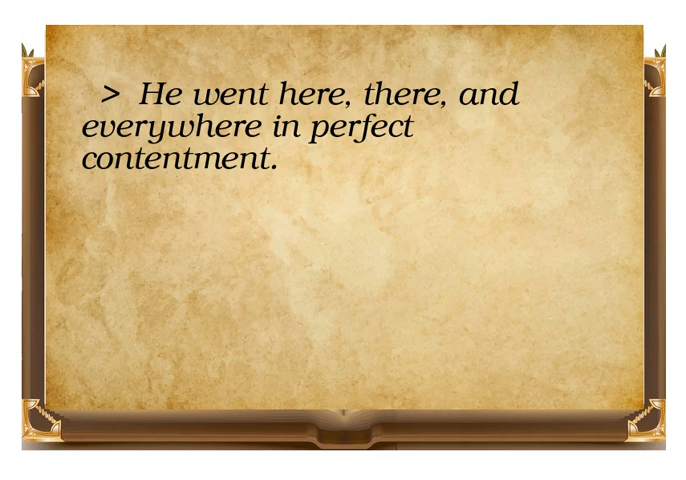 > He went here, there, and
everywhere in perfect
contentment.